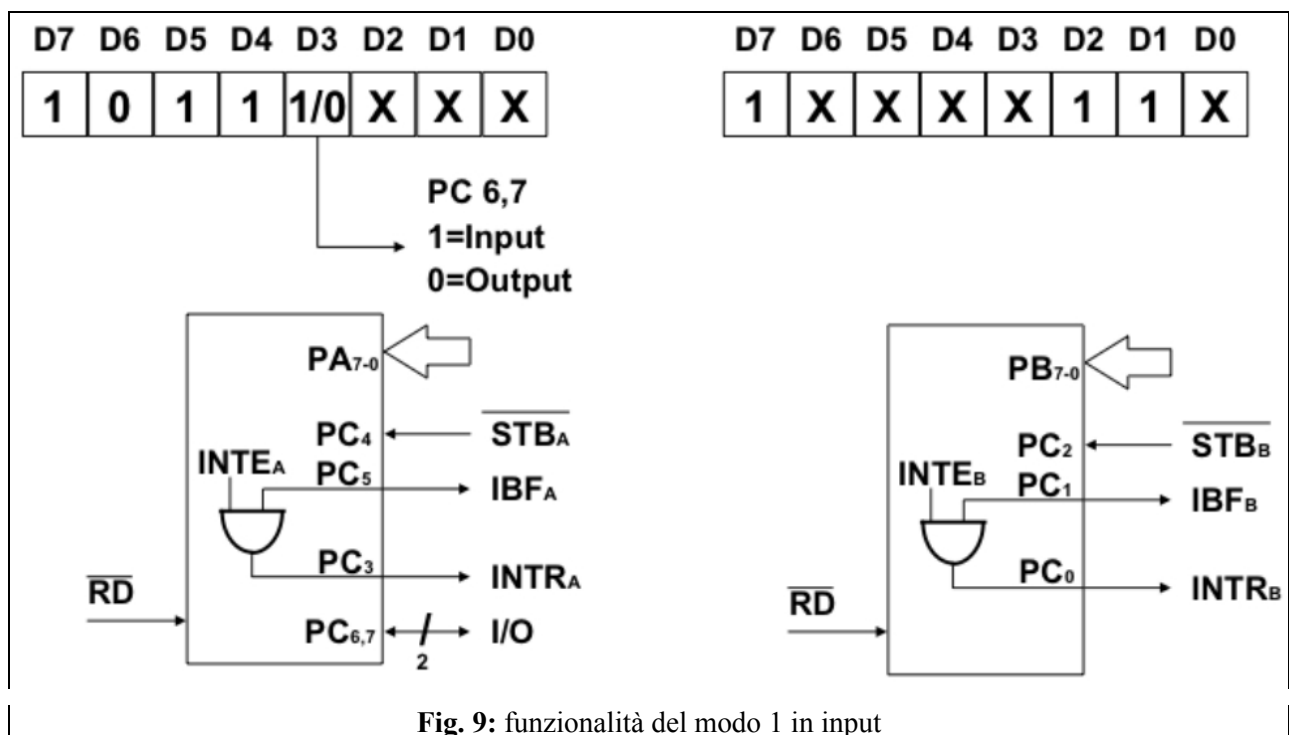 D7 D6 D5 D4 D3 D2 D1 D0
1 0 1 1 1/0 X X X
PC 6,7
1=Input
0=Output
PA7-0
PC4 STBA
INTEA
PC5 IBFA
PC3 INTRA
RD
PC6,7 I/O
2
D7 D6 D5 D4 D3 D2 D1 D0
1 X X X X 1 1 X
PB7-0
PC2 STBB
INTEB
PC1 IBFB
PC0 INTRB
RD
Fig. 9: funzionalità del modo 1 in input